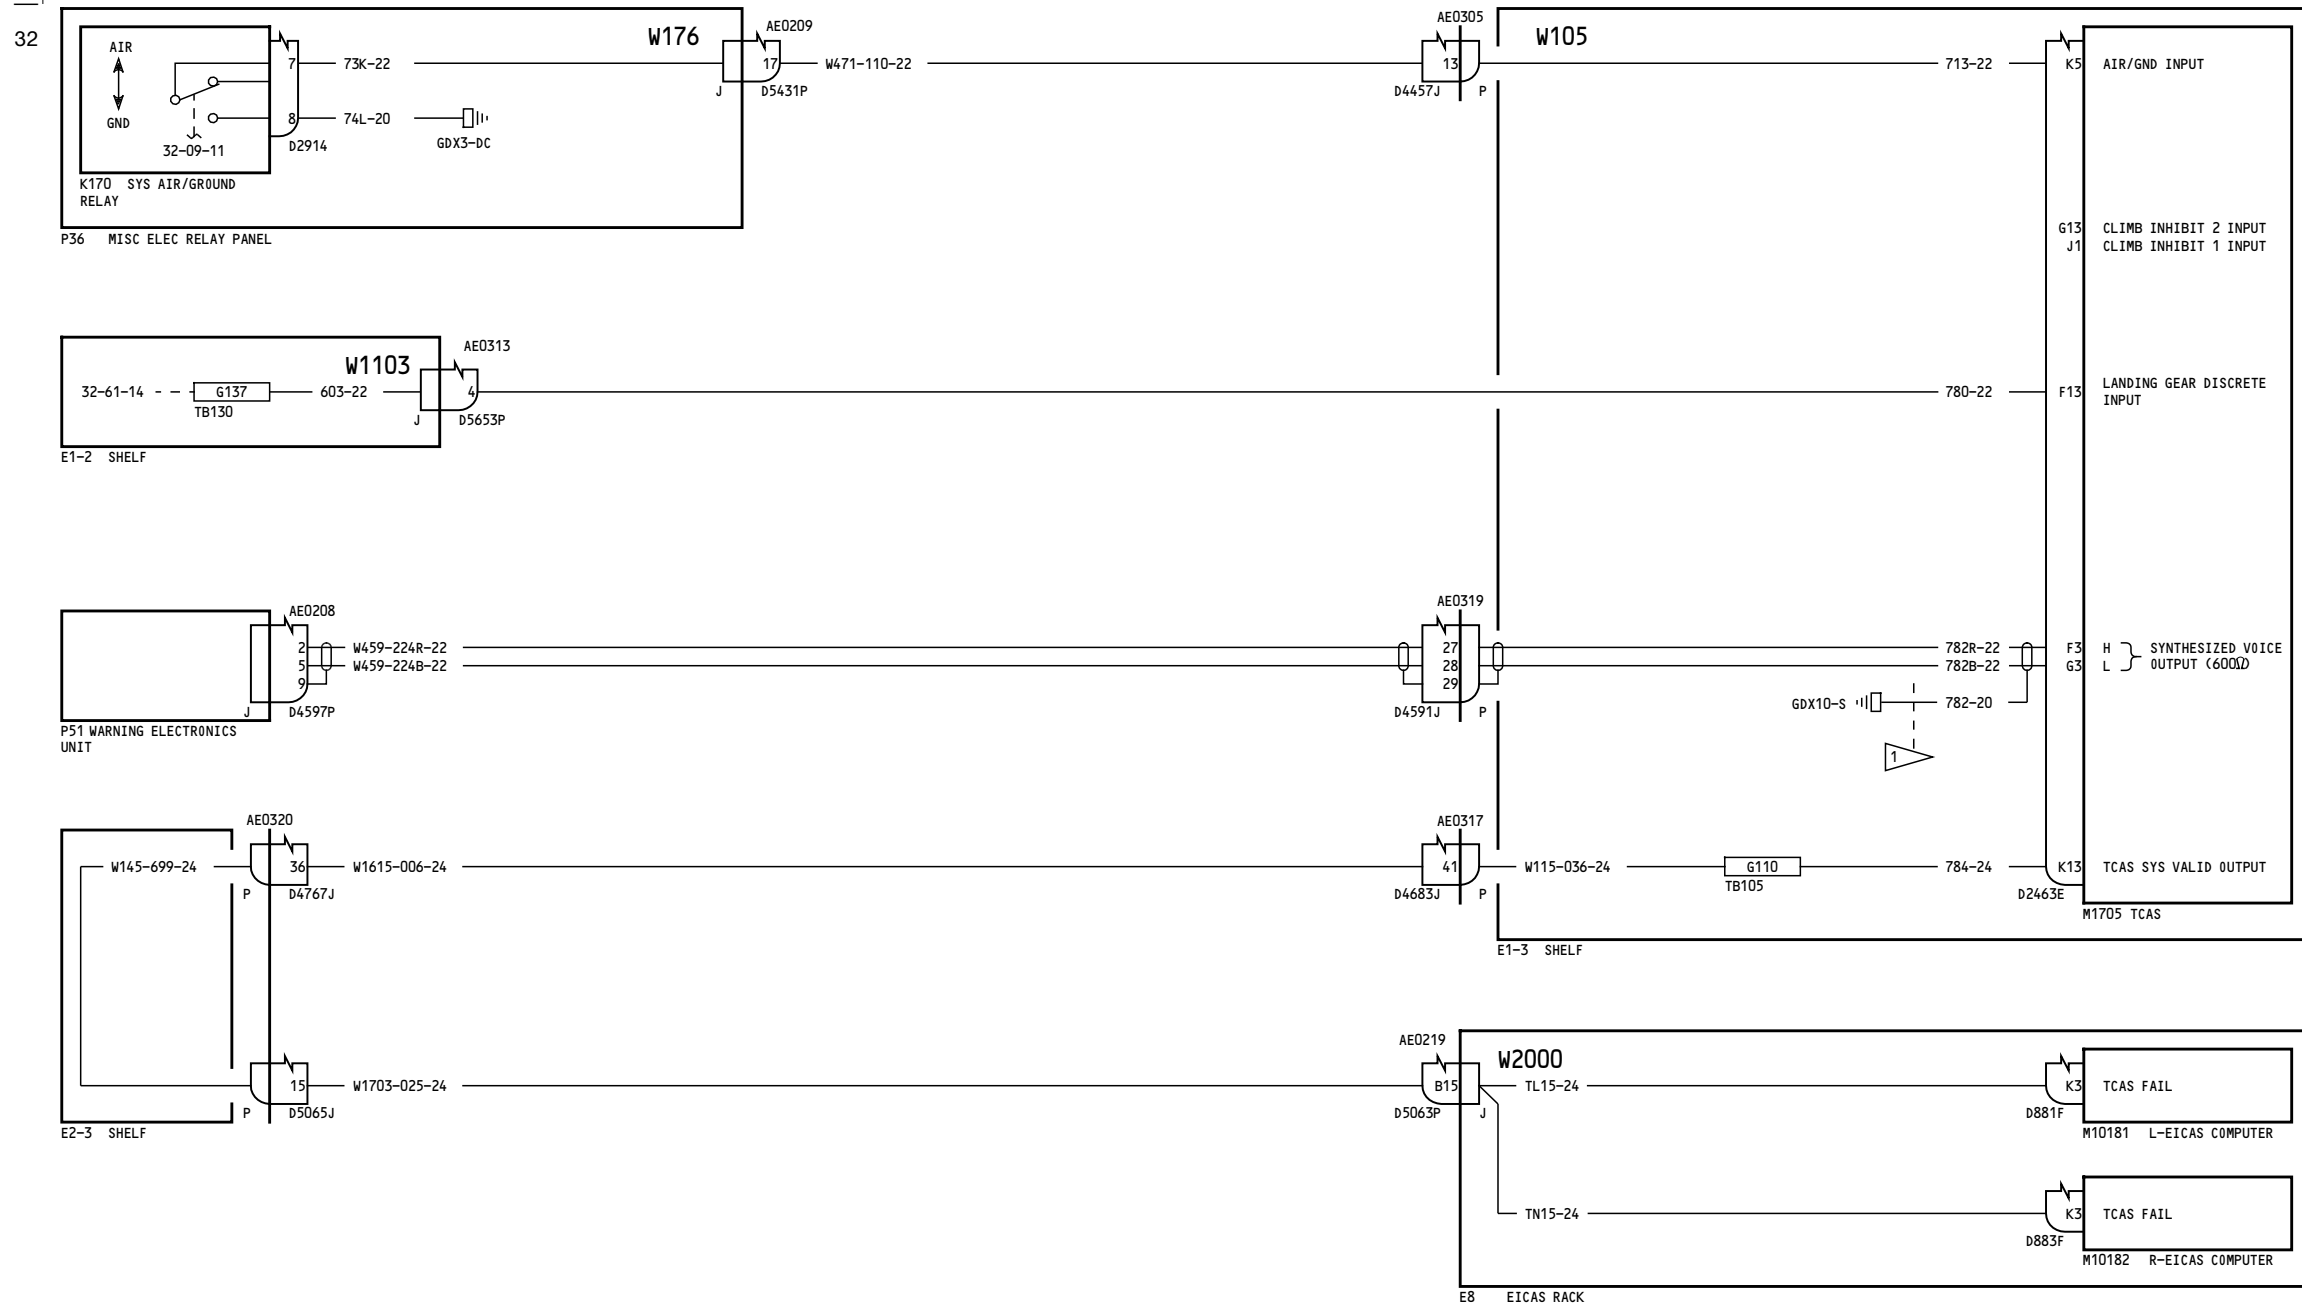 32
AIR
GND
32-09-11
7
8
D2914
73K-22
74L-20
GDX3-DC
K170 SYS AIR/GROUND
RELAY
P36 MISC ELEC RELAY PANEL
W176
AE0209
17
J
D5431P
W471-110-22
AE0305
13
D4457J
P
W105
713-22
K5
AIR/GND INPUT
G13
CLIMB INHIBIT 2 INPUT
J1
CLIMB INHIBIT 1 INPUT
W1103
AE0313
32-61-14
G137
TB130
603-22
4
J
D5653P
E1-2 SHELF
780-22
F13
LANDING GEAR DISCRETE
INPUT
AE0208
2
5
9
J
D4597P
W459-224R-22
W459-224B-22
P51 WARNING ELECTRONICS
UNIT
AE0319
27
28
29
D4591J
P
782R-22
782B-22
F3
G3
H
L
SYNTHESIZED VOICE
OUTPUT (600Ω)
GDX10-S
782-20
1
AE0320
W145-699-24
36
P
D4767J
W1615-006-24
AE0317
41
D4683J
P
W115-036-24
G110
TB105
784-24
K13
TCAS SYS VALID OUTPUT
D2463E
M1705 TCAS
E1-3 SHELF
15
P
D5065J
W1703-025-24
E2-3 SHELF
AE0219
W2000
B15
D5063P
J
TL15-24
K3
TCAS FAIL
D881F
M10181 L-EICAS COMPUTER
TN15-24
K3
TCAS FAIL
D883F
M10182 R-EICAS COMPUTER
E8 EICAS RACK